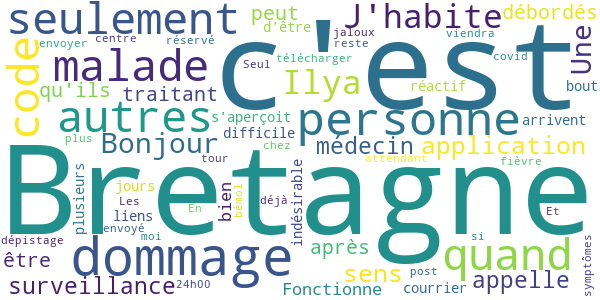 seulement
peut
d'être
J'habite
débordés
envoyer
centre
réservé
c'est
jaloux
reste
viendra
Une
code
malade
Seul
télécharger
covid
qu'ils
traitant
Ilya
réactif
bout
autres
s'aperçoit
personne
arrivent
plus
Bonjour
difficile
chez
médecin
application
tour
attendant
fièvre
Bretagne
plusieurs
jours
Les
En
bien
bémol
déjà
indésirable
liens
envoyé
moi
Et
si
dépistage
dommage
après
quand
être
sens
post
appelle
surveillance
24h00
Fonctionne
courrier
symptômes